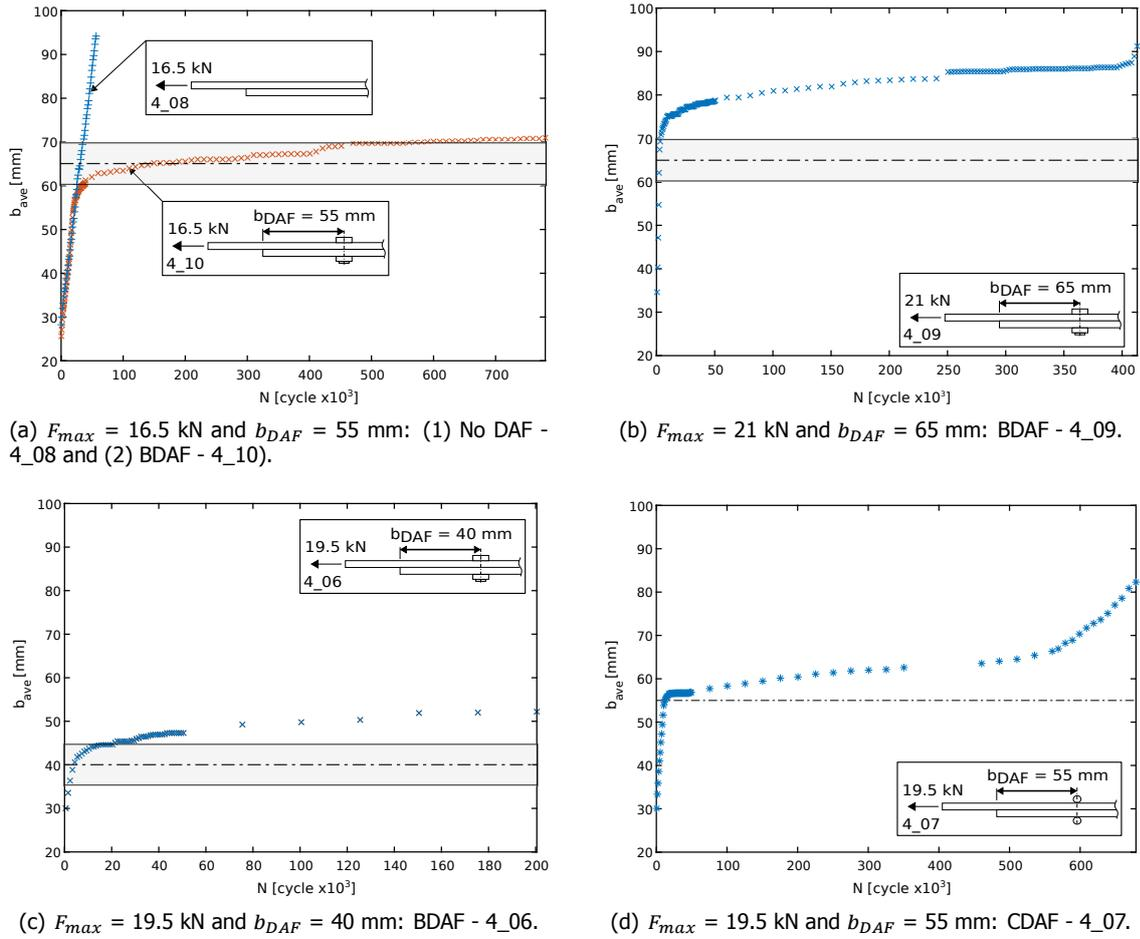 100
90
80
70
60
50
40
30
20
b_ave [mm]
0 100 200 300 400 500 600 700
N [cycle x10³]
16.5 kN
4_08
b_DAF = 55 mm
16.5 kN
4_10
(a) F_max = 16.5 kN and b_DAF = 55 mm: (1) No DAF -
4_08 and (2) BDAF - 4_10).
100
90
80
70
60
50
40
30
20
b_ave [mm]
0 50 100 150 200 250 300 350 400
N [cycle x10³]
b_DAF = 65 mm
21 kN
4_09
(b) F_max = 21 kN and b_DAF = 65 mm: BDAF - 4_09.
100
90
80
70
60
50
40
30
20
b_ave [mm]
0 20 40 60 80 100 120 140 160 180 200
N [cycle x10³]
b_DAF = 40 mm
19.5 kN
4_06
(c) F_max = 19.5 kN and b_DAF = 40 mm: BDAF - 4_06.
100
90
80
70
60
50
40
30
20
b_ave [mm]
0 100 200 300 400 500 600
N [cycle x10³]
b_DAF = 55 mm
19.5 kN
4_07
(d) F_max = 19.5 kN and b_DAF = 55 mm: CDAF - 4_07.